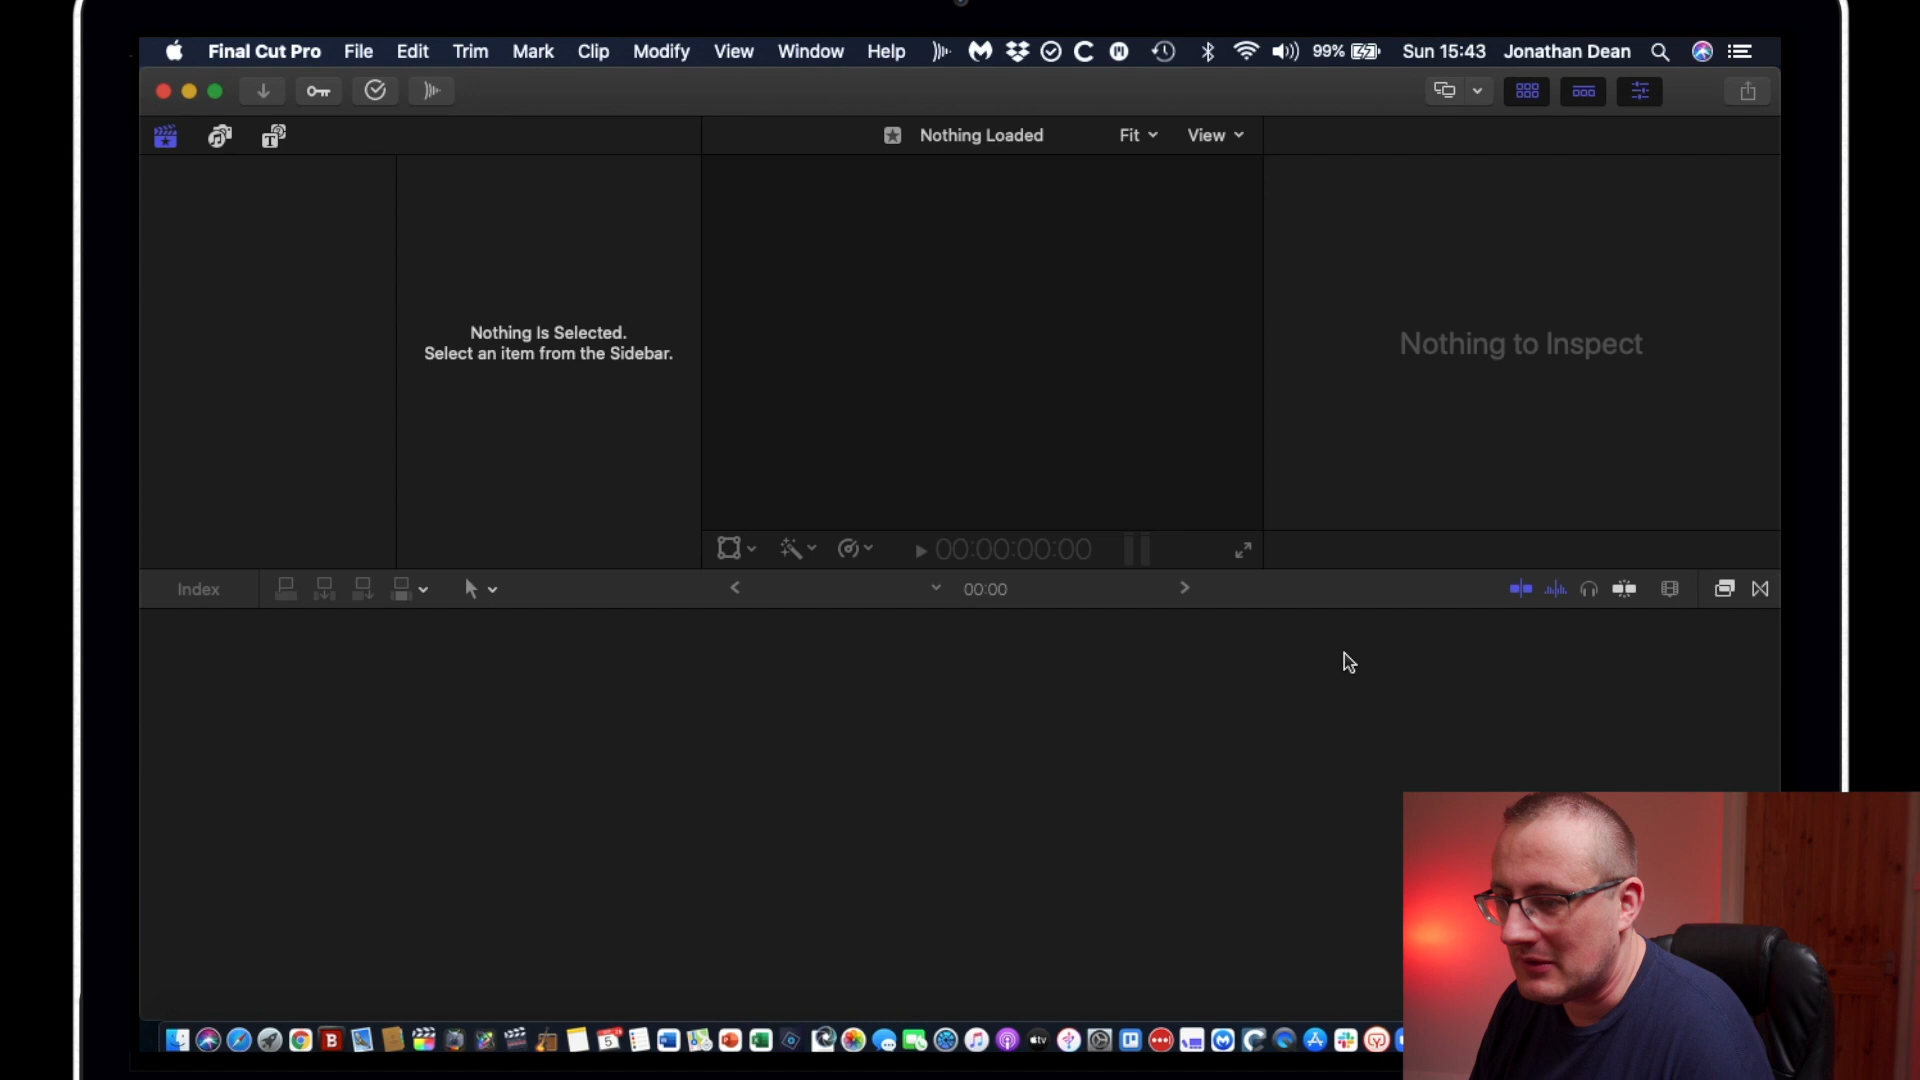 Final Cut Pro File Edit Trim Mark Clip Modify View Window Help 99% Sun 15:43 Jonathan Dean
Nothing Loaded Fit View
Nothing Is Selected.
Select an item from the Sidebar.
Nothing to Inspect
00:00:00:00
Index 00:00